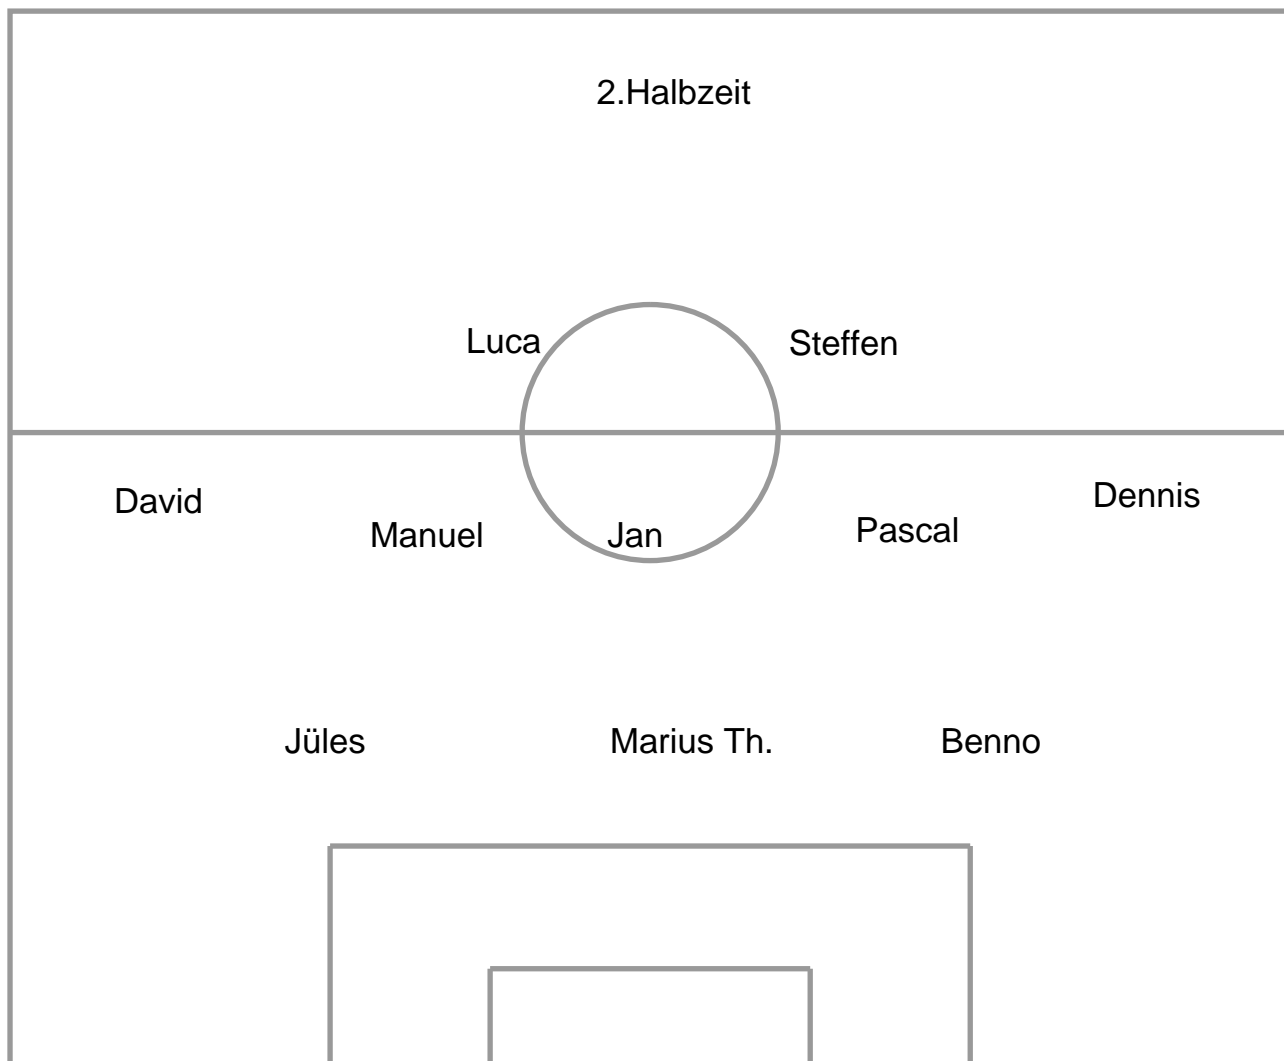 2.Halbzeit
Luca
Steffen
David
Manuel
Jan
Pascal
Dennis
Jüles
Marius Th.
Benno